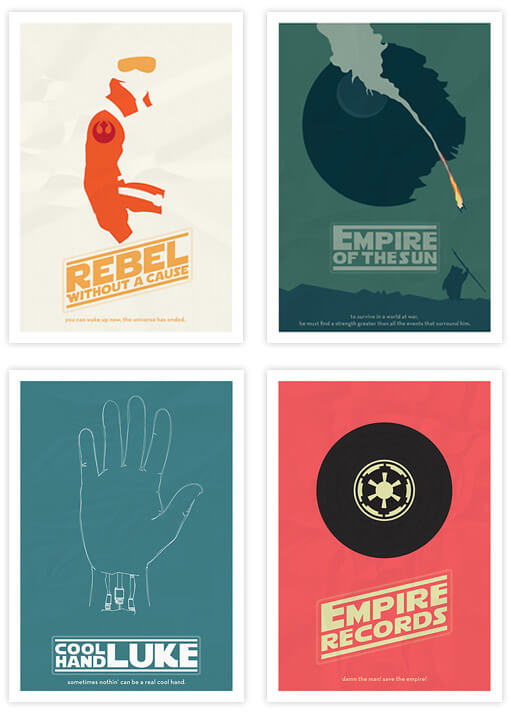 REBEL
WITHOUT A CAUSE
you can wake up now, the universe has ended.
EMPIRE
OF THE SUN
to survive in a world at war,
he must find a strength greater than all the events that surround him.
COOL
HAND LUKE
sometimes nothin' can be a real cool hand.
EMPIRE
RECORDS
damn the man! save the empire!